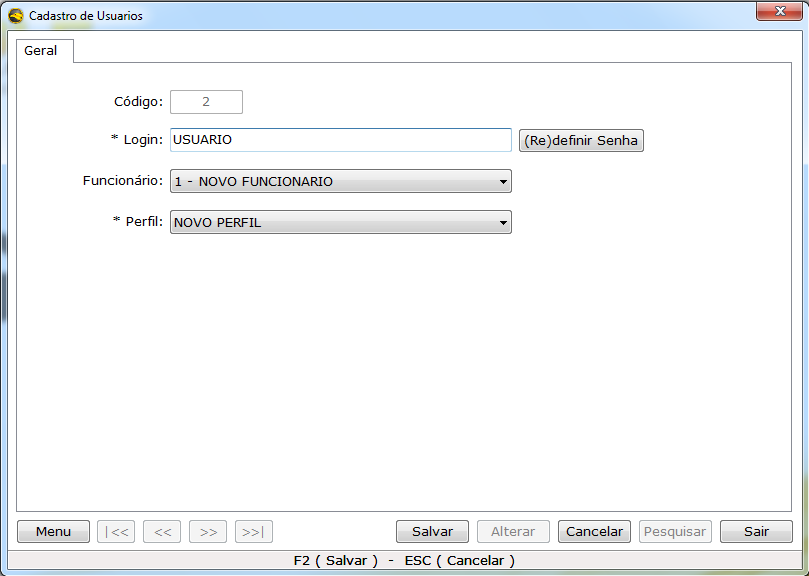 Cadastro de Usuarios
Geral
Código: 2
* Login: USUARIO (Re)definir Senha
Funcionário: 1 - NOVO FUNCIONARIO
* Perfil: NOVO PERFIL
Menu |<< << >> >>| Salvar Alterar Cancelar Pesquisar Sair
F2 ( Salvar ) - ESC ( Cancelar )